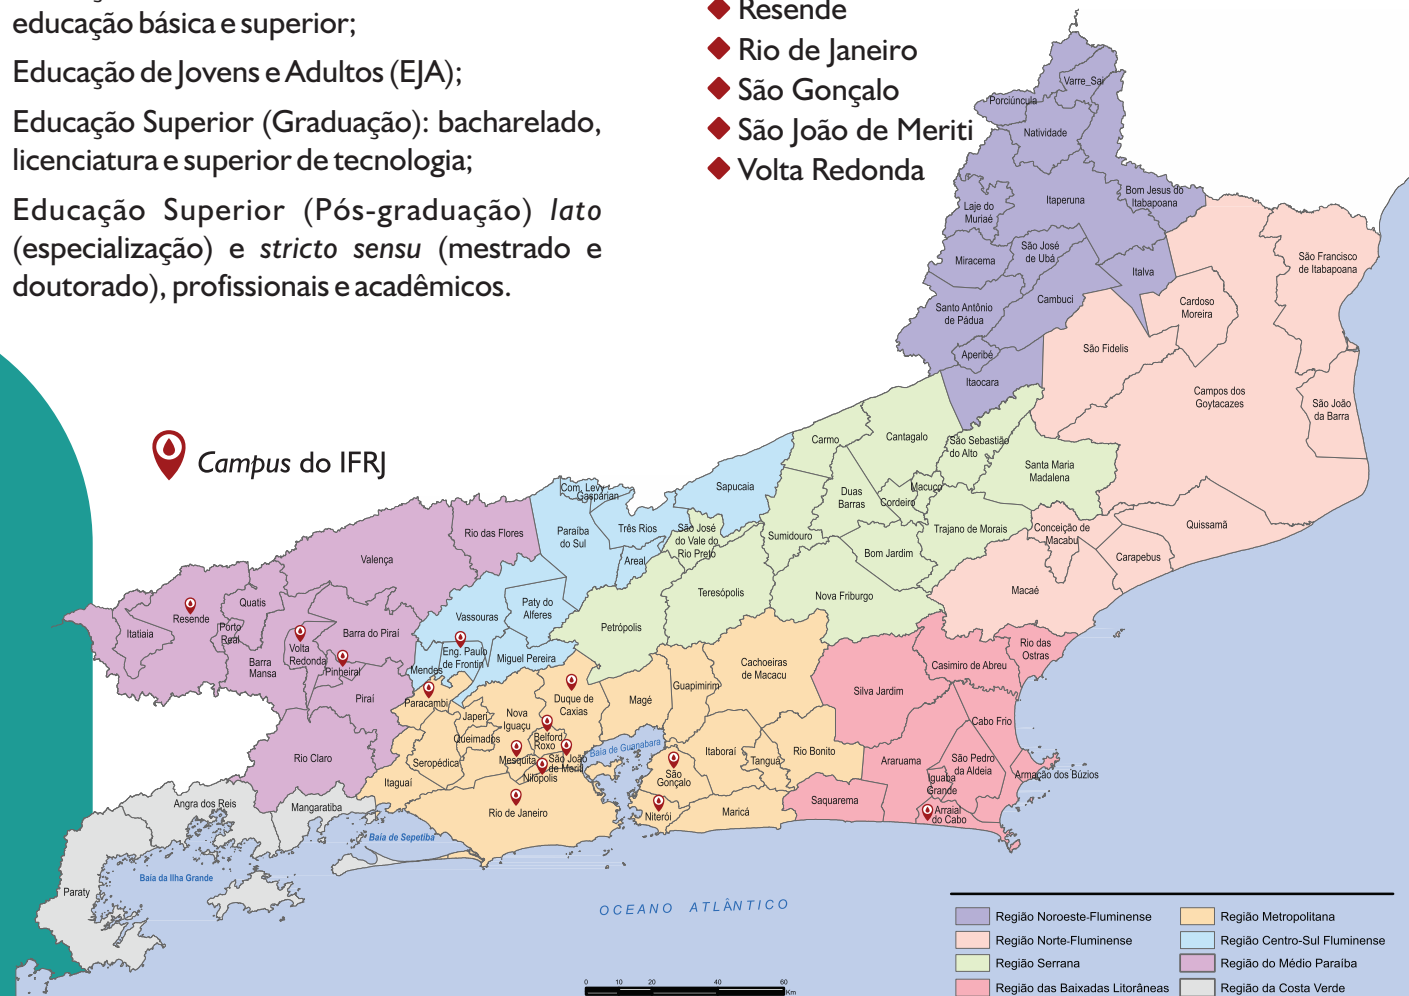 educação básica e superior;
Educação de Jovens e Adultos (EJA);
Educação Superior (Graduação): bacharelado,
licenciatura e superior de tecnologia;
Educação Superior (Pós-graduação) lato
(especialização) e stricto sensu (mestrado e
doutorado), profissionais e acadêmicos.
Resende
Rio de Janeiro
São Gonçalo
São João de Meriti
Volta Redonda
Campus do IFRJ
Varre_Sai
Porciúncula
Natividade
Bom Jesus do
Itabapoana
Itaperuna
Laje do
Muriaé
São José
de Ubá
Miracema
Italva
Cambuci
Santo Antônio
de Pádua
Aperibé
Itaocara
São Francisco
de Itabapoana
Cardoso
Moreira
São Fidelis
Campos dos
Goytacazes
São João
da Barra
Quissamã
Conceição de
Macabu
Carapebus
Macaé
Carmo
Cantagalo
São Sebastião
do Alto
Santa Maria
Madalena
Macuco
Cordeiro
Duas
Barras
Trajano de Morais
Sumidouro
Bom Jardim
São José
do Vale do
Rio Preto
Teresópolis
Nova Friburgo
Petrópolis
Sapucaia
Com. Levy
Gasparian
Três Rios
Paraíba
do Sul
Areal
Paty do
Alferes
Vassouras
Eng. Paulo
de Frontin
Miguel Pereira
Mendes
Rio das Flores
Valença
Quatis
Resende
Itatiaia
Porto
Real
Volta
Redonda
Barra do Piraí
Barra
Mansa
Pinheiral
Piraí
Rio Claro
Paracambi
Japeri
Nova
Iguaçu
Queimados
Seropédica
Itaguaí
Duque de
Caxias
Belford
Roxo
Mesquita
São João
de Meriti
Nilópolis
Rio de Janeiro
Magé
Guapimirim
Cachoeiras
de Macacu
Baia de Guanabara
São
Gonçalo
Niterói
Itaboraí
Tanguá
Rio Bonito
Maricá
Rio das
Ostras
Casimiro de Abreu
Silva Jardim
Cabo Frio
Araruama
São Pedro
da Aldeia
Iguaba
Grande
Armação dos Búzios
Saquarema
Arraial
do Cabo
Angra dos Reis
Mangaratiba
Paraty
Baia de Sepetiba
Baia da Ilha Grande
OCEANO ATLÂNTICO
0 10 20 40 60
Km
Região Noroeste-Fluminense
Região Norte-Fluminense
Região Serrana
Região das Baixadas Litorâneas
Região Metropolitana
Região Centro-Sul Fluminense
Região do Médio Paraíba
Região da Costa Verde